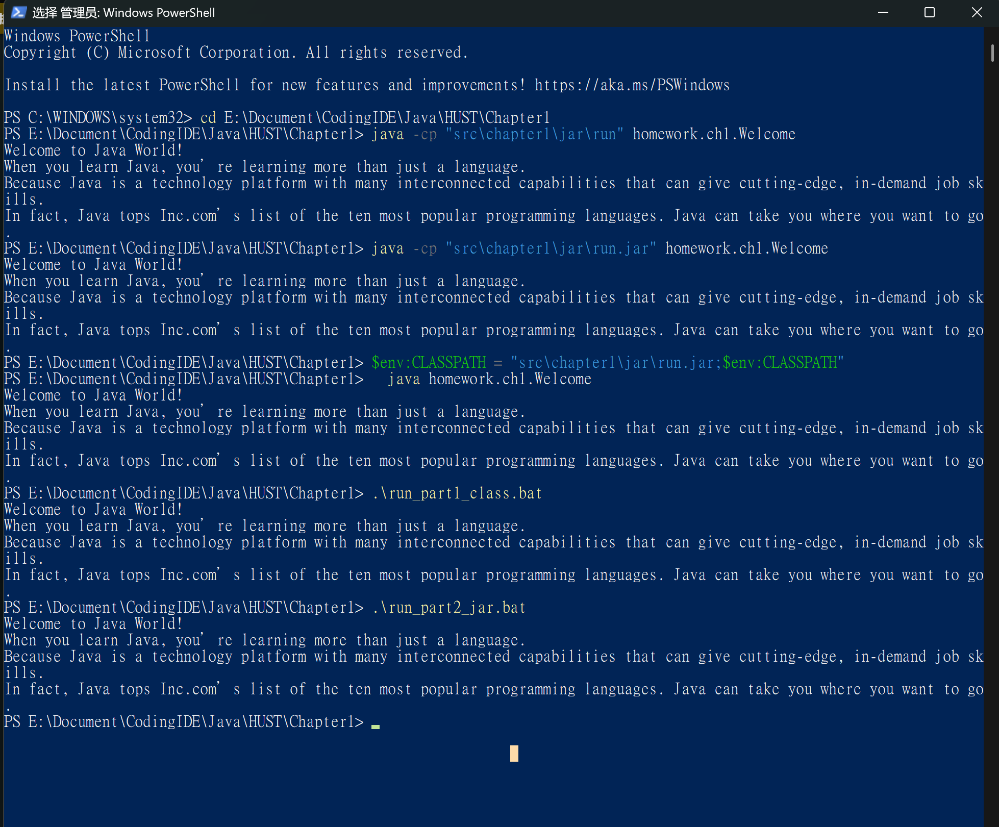 选择 管理员: Windows PowerShell
Windows PowerShell
Copyright (C) Microsoft Corporation. All rights reserved.
Install the latest PowerShell for new features and improvements! https://aka.ms/PSWindows
PS C:\WINDOWS\system32> cd E:\Document\CodingIDE\Java\HUST\Chapter1
PS E:\Document\CodingIDE\Java\HUST\Chapter1> java -cp "src\chapter1\jar\run" homework.ch1.Welcome
Welcome to Java World!
When you learn Java, you’re learning more than just a language.
Because Java is a technology platform with many interconnected capabilities that can give cutting-edge, in-demand job sk
ills.
In fact, Java tops Inc.com’s list of the ten most popular programming languages. Java can take you where you want to go
.
PS E:\Document\CodingIDE\Java\HUST\Chapter1> java -cp "src\chapter1\jar\run.jar" homework.ch1.Welcome
Welcome to Java World!
When you learn Java, you’re learning more than just a language.
Because Java is a technology platform with many interconnected capabilities that can give cutting-edge, in-demand job sk
ills.
In fact, Java tops Inc.com’s list of the ten most popular programming languages. Java can take you where you want to go
.
PS E:\Document\CodingIDE\Java\HUST\Chapter1> $env:CLASSPATH = "src\chapter1\jar\run.jar;$env:CLASSPATH"
PS E:\Document\CodingIDE\Java\HUST\Chapter1>   java homework.ch1.Welcome
Welcome to Java World!
When you learn Java, you’re learning more than just a language.
Because Java is a technology platform with many interconnected capabilities that can give cutting-edge, in-demand job sk
ills.
In fact, Java tops Inc.com’s list of the ten most popular programming languages. Java can take you where you want to go
.
PS E:\Document\CodingIDE\Java\HUST\Chapter1> .\run_part1_class.bat
Welcome to Java World!
When you learn Java, you’re learning more than just a language.
Because Java is a technology platform with many interconnected capabilities that can give cutting-edge, in-demand job sk
ills.
In fact, Java tops Inc.com’s list of the ten most popular programming languages. Java can take you where you want to go
.
PS E:\Document\CodingIDE\Java\HUST\Chapter1> .\run_part2_jar.bat
Welcome to Java World!
When you learn Java, you’re learning more than just a language.
Because Java is a technology platform with many interconnected capabilities that can give cutting-edge, in-demand job sk
ills.
In fact, Java tops Inc.com’s list of the ten most popular programming languages. Java can take you where you want to go
.
PS E:\Document\CodingIDE\Java\HUST\Chapter1>